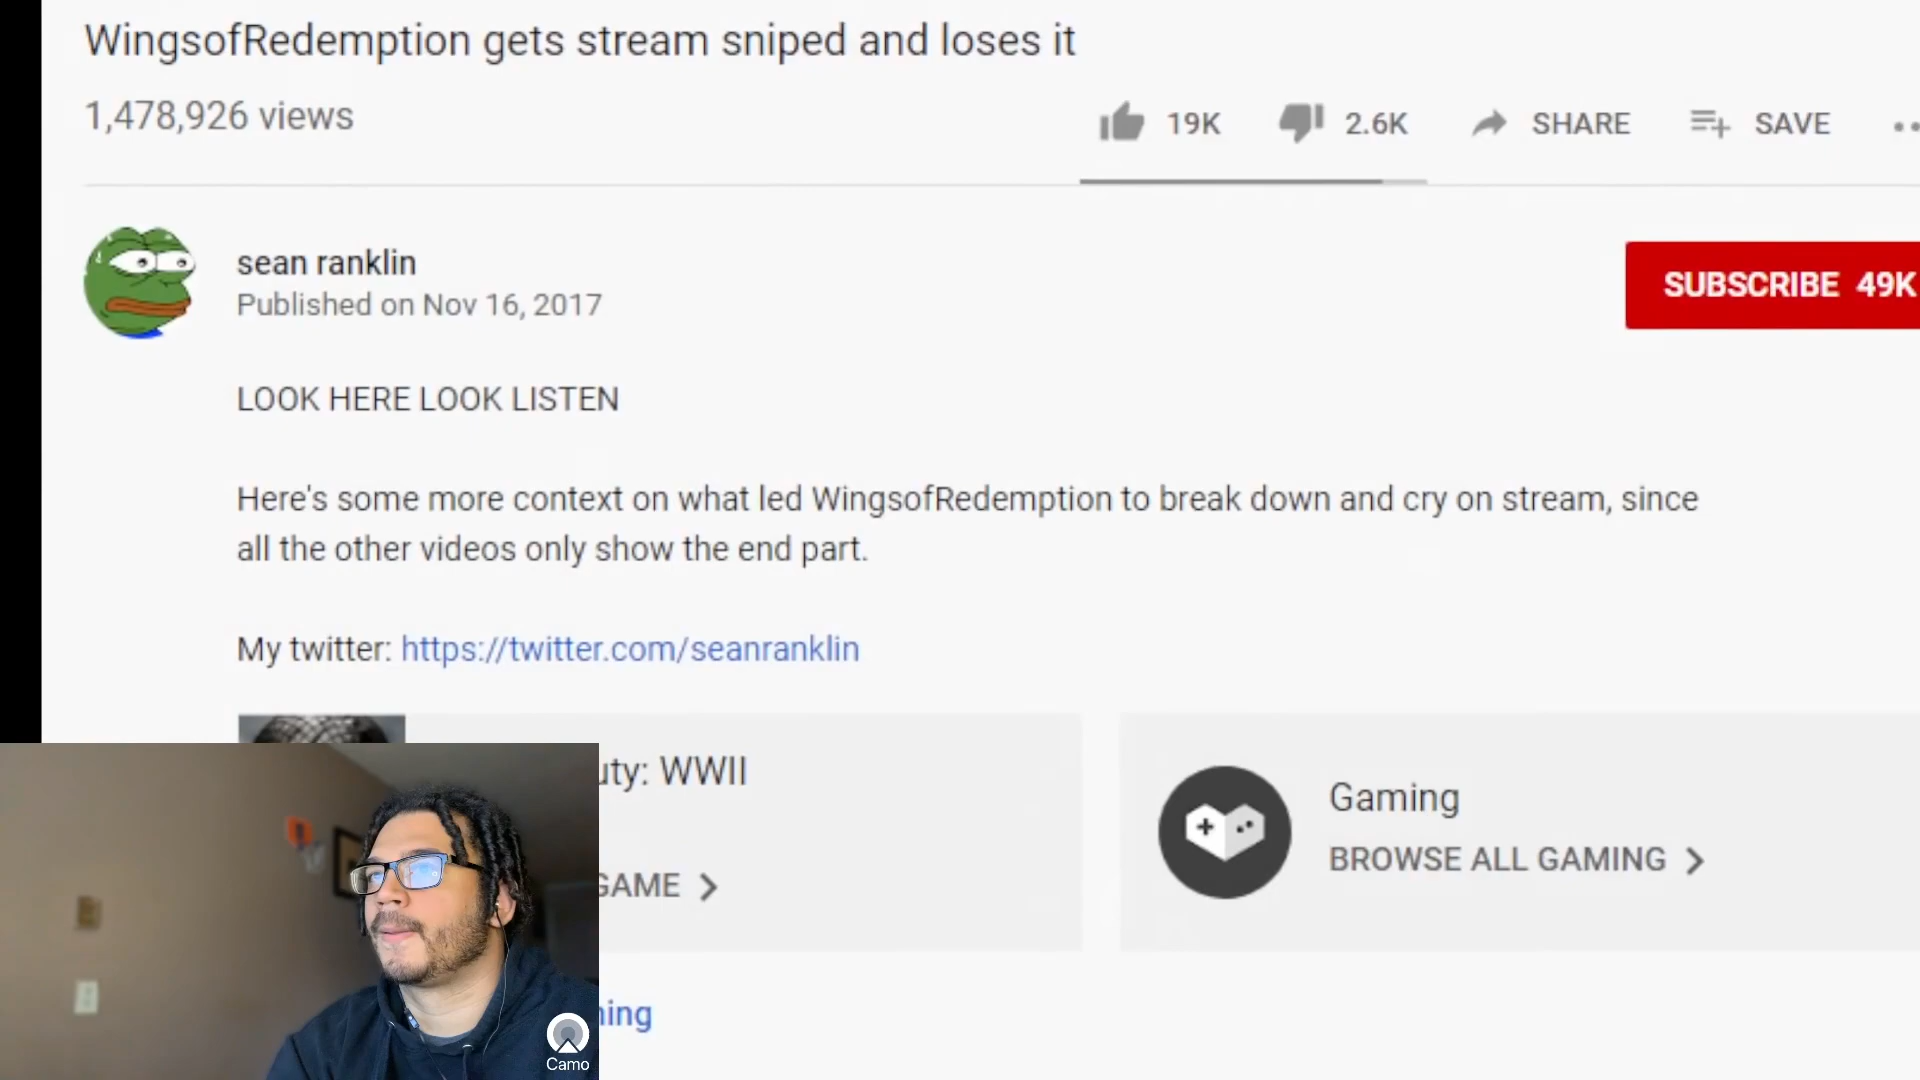 WingsofRedemption gets stream sniped and loses it
1,478,926 views
19K 2.6K SHARE SAVE
sean ranklin
SUBSCRIBE 49K
Published on Nov 16, 2017
LOOK HERE LOOK LISTEN
Here's some more context on what led WingsofRedemption to break down and cry on stream, since
all the other videos only show the end part.
My twitter: https://twitter.com/seanranklin
uty: WWII
GAME
Gaming
BROWSE ALL GAMING
ning
Camo